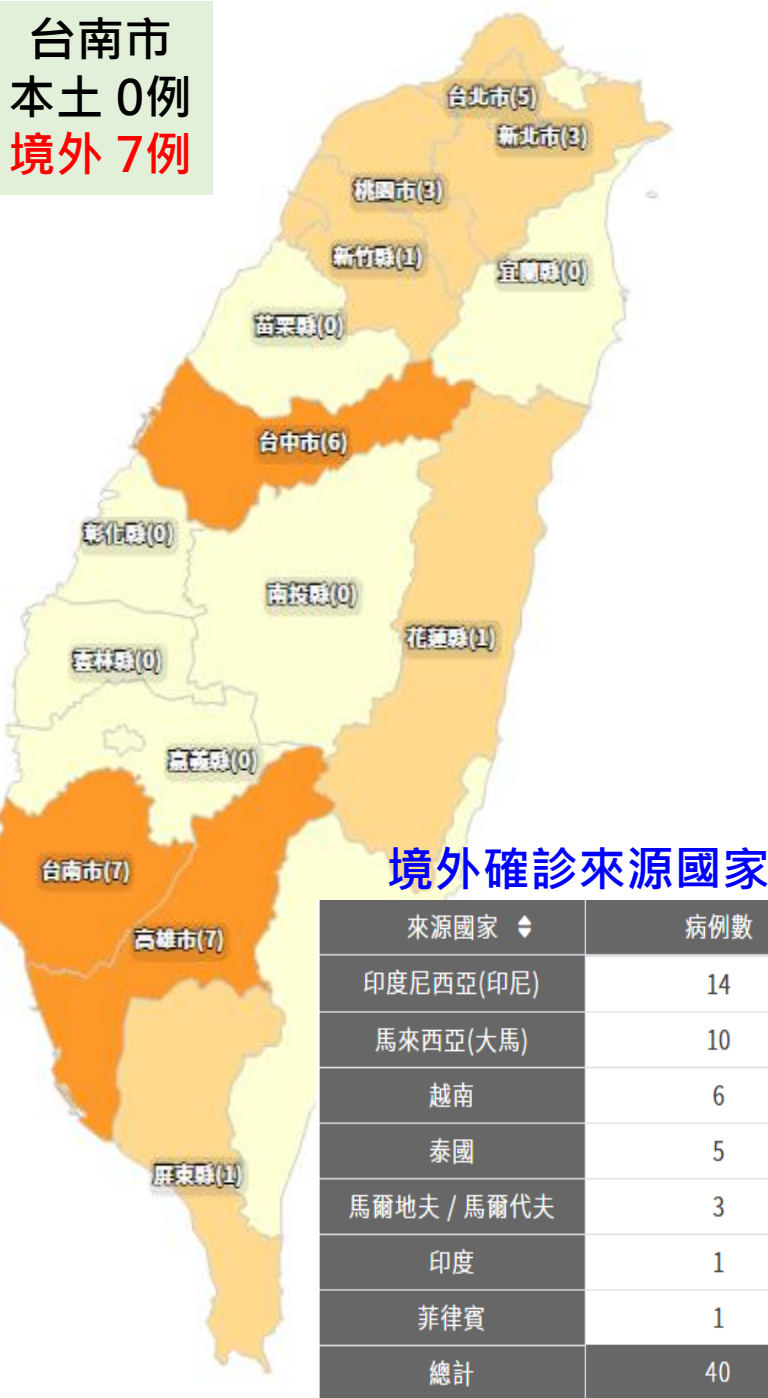 台南市
本土 0例
境外 7例
台北市(5)
新北市(3)
桃園市(3)
新竹縣(1)
宜蘭縣(0)
苗栗縣(0)
台中市(6)
彰化縣(0)
南投縣(0)
花蓮縣(1)
雲林縣(0)
嘉義縣(0)
台南市(7)
高雄市(7)
屏東縣(1)
境外確診來源國家
來源國家 病例數
印度尼西亞(印尼) 14
馬來西亞(大馬) 10
越南 6
泰國 5
馬爾地夫 / 馬爾代夫 3
印度 1
菲律賓 1
總計 40